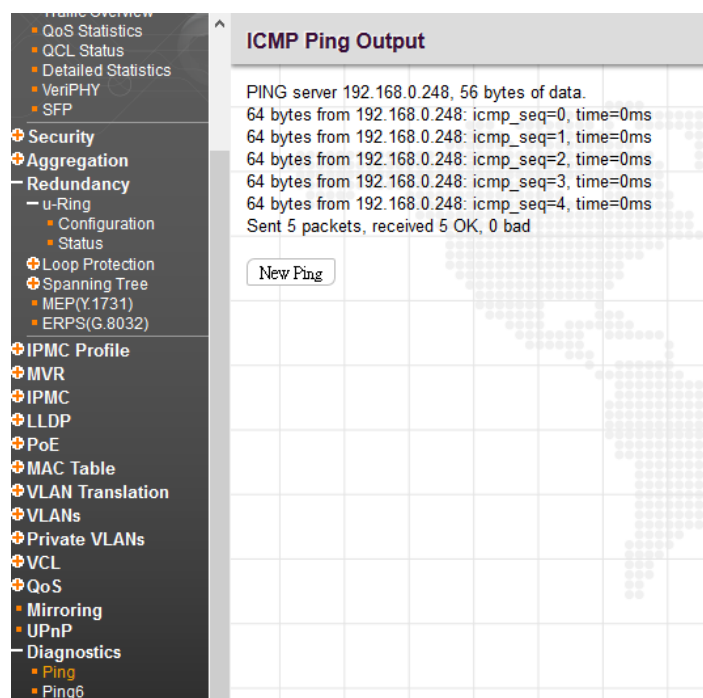 Traffic Overview
QoS Statistics
QCL Status
Detailed Statistics
VeriPHY
SFP
Security
Aggregation
Redundancy
u-Ring
Configuration
Status
Loop Protection
Spanning Tree
MEP(Y.1731)
ERPS(G.8032)
IPMC Profile
MVR
IPMC
LLDP
PoE
MAC Table
VLAN Translation
VLANs
Private VLANs
VCL
QoS
Mirroring
UPnP
Diagnostics
Ping
Ping6
ICMP Ping Output
PING server 192.168.0.248, 56 bytes of data.
64 bytes from 192.168.0.248: icmp_seq=0, time=0ms
64 bytes from 192.168.0.248: icmp_seq=1, time=0ms
64 bytes from 192.168.0.248: icmp_seq=2, time=0ms
64 bytes from 192.168.0.248: icmp_seq=3, time=0ms
64 bytes from 192.168.0.248: icmp_seq=4, time=0ms
Sent 5 packets, received 5 OK, 0 bad
New Ping